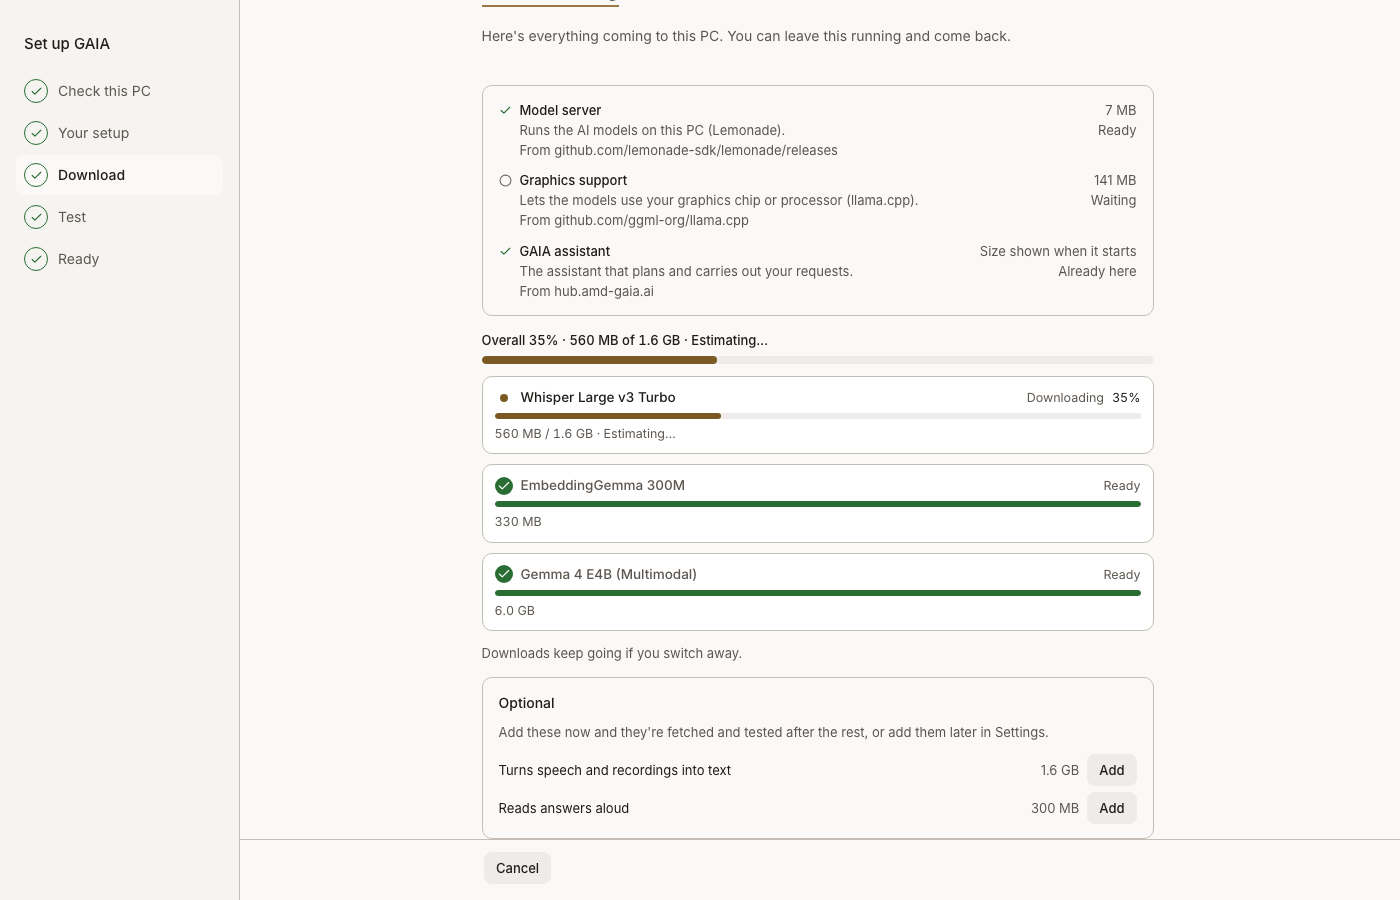 Set up GAIA
Check this PC
Your setup
Download
Test
Ready
Here's everything coming to this PC. You can leave this running and come back.
Model server 7 MB
Runs the AI models on this PC (Lemonade). Ready
From github.com/lemonade-sdk/lemonade/releases
Graphics support 141 MB
Lets the models use your graphics chip or processor (llama.cpp). Waiting
From github.com/ggml-org/llama.cpp
GAIA assistant Size shown when it starts
The assistant that plans and carries out your requests. Already here
From hub.amd-gaia.ai
Overall 35% · 560 MB of 1.6 GB · Estimating...
Whisper Large v3 Turbo Downloading 35%
560 MB / 1.6 GB · Estimating...
EmbeddingGemma 300M Ready
330 MB
Gemma 4 E4B (Multimodal) Ready
6.0 GB
Downloads keep going if you switch away.
Optional
Add these now and they're fetched and tested after the rest, or add them later in Settings.
Turns speech and recordings into text 1.6 GB Add
Reads answers aloud 300 MB Add
Cancel